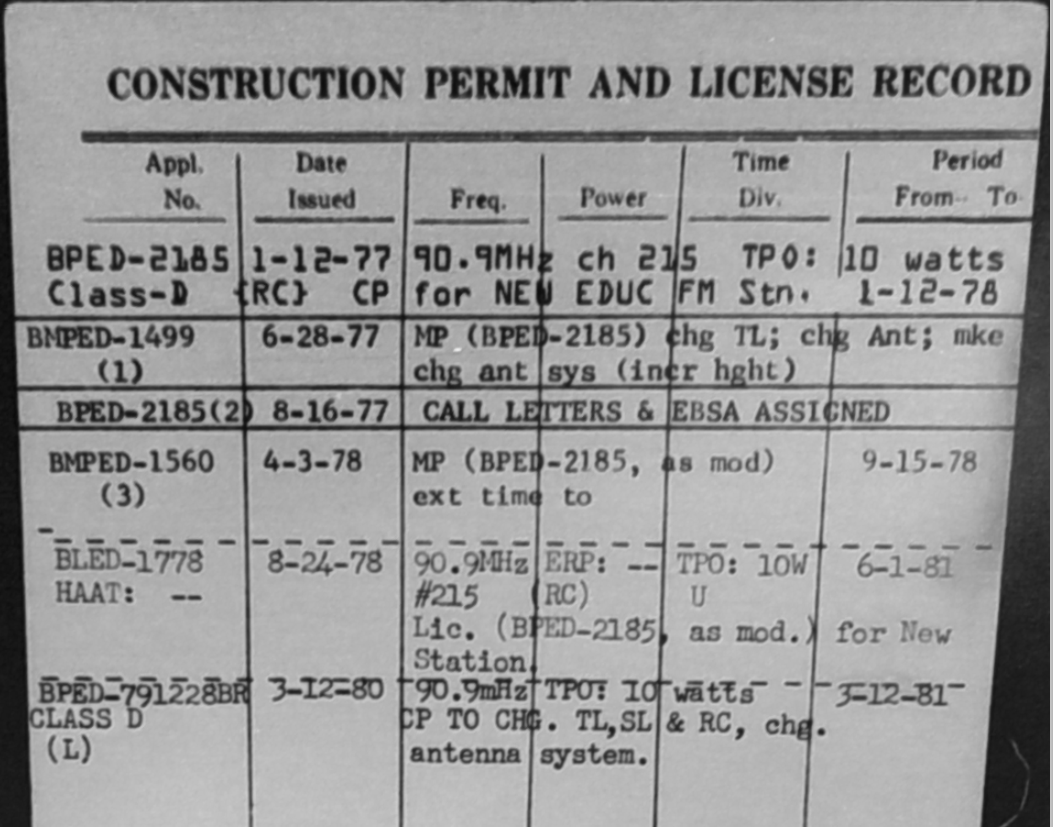 CONSTRUCTION PERMIT AND LICENSE RECORD
Appl. No. Date Issued Freq. Power Time Div. Period From-- To
BPED-2185 1-12-77 90.9MHz ch 215 TPO: 10 watts
Class-D {RC} CP for NEW EDUC FM Stn. 1-12-78
BMPED-1499 6-28-77 MP (BPED-2185) chg TL; chg Ant; mke
(1) chg ant sys (incr hght)
BPED-2185(2) 8-16-77 CALL LETTERS & EBSA ASSIGNED
BMPED-1560 4-3-78 MP (BPED-2185, as mod) 9-15-78
(3) ext time to
BLED-1778 8-24-78 90.9MHz ERP: -- TPO: 10W 6-1-81
HAAT: -- #215 (RC) U
Lic. (BPED-2185, as mod.) for New
Station.
BPED-791228BR 3-12-80 90.9mHz TPO: 10 watts 3-12-81
CLASS D CP TO CHG. TL,SL & RC, chg.
(L) antenna system.